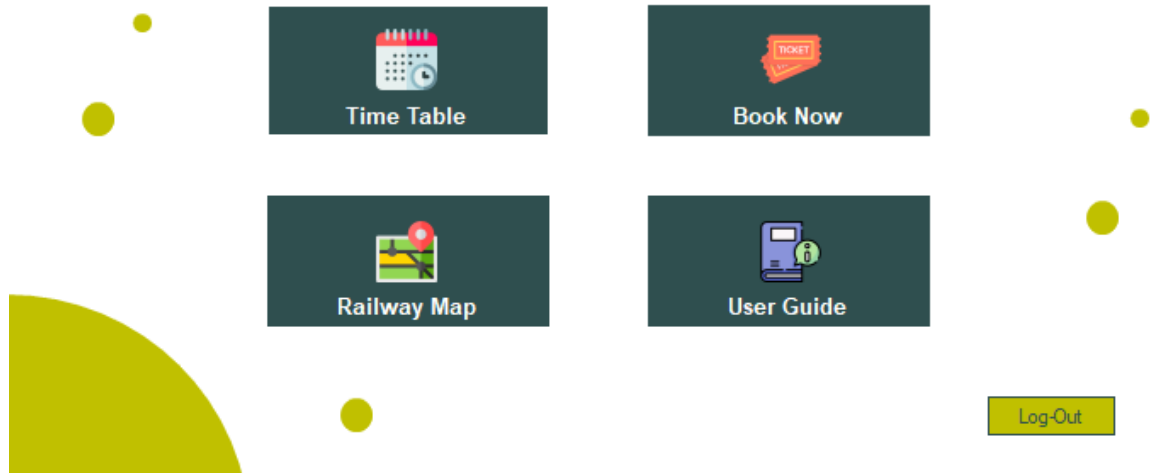 TICKET
Time Table
Book Now
Railway Map
User Guide
Log-Out